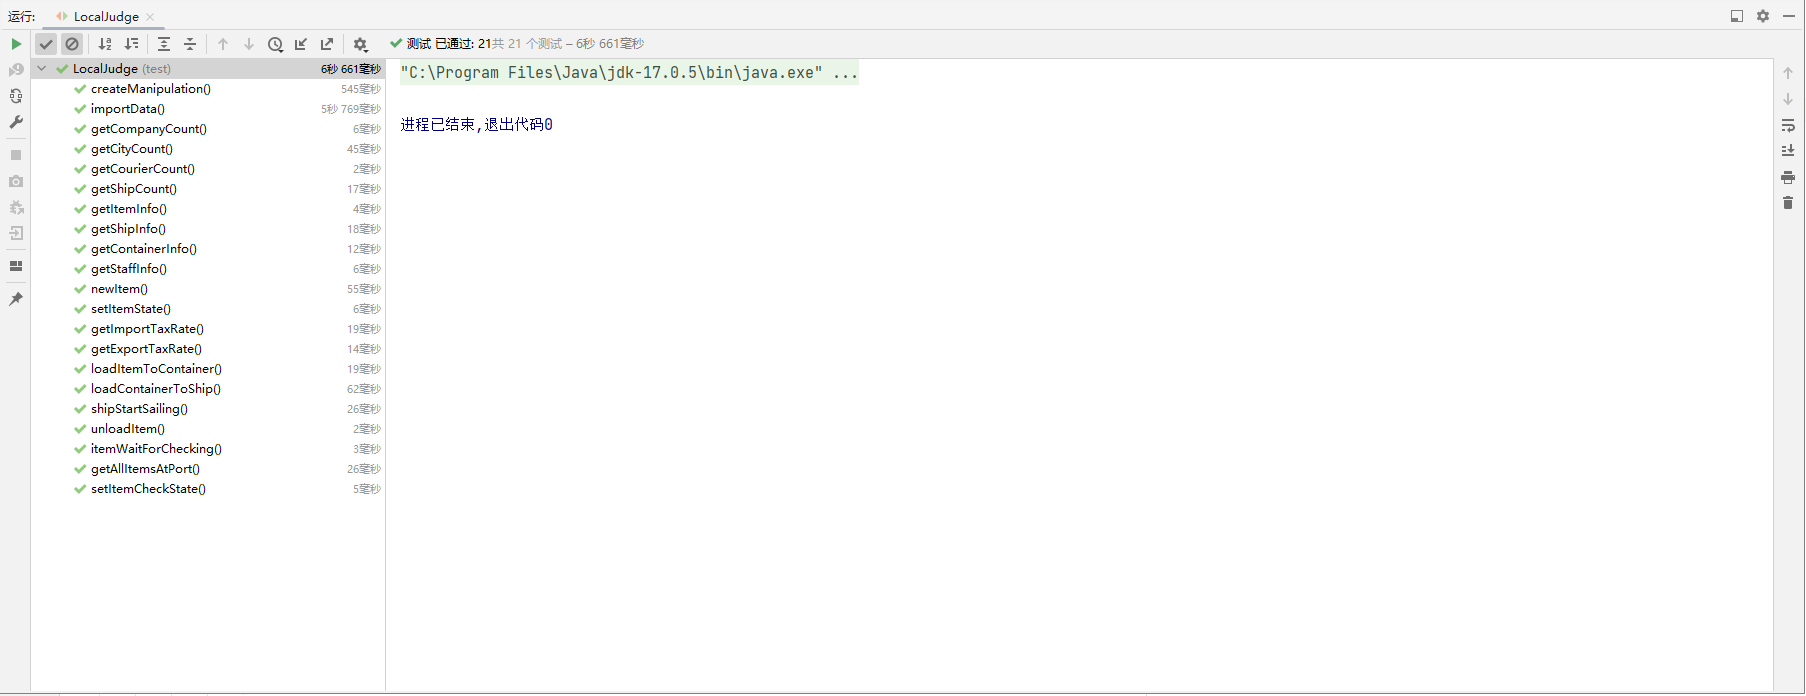 运行: LocalJudge
测试 已通过: 21共 21 个测试 – 6秒 661毫秒
LocalJudge (test) 6秒 661毫秒
createManipulation() 545毫秒
importData() 5秒 769毫秒
getCompanyCount() 6毫秒
getCityCount() 45毫秒
getCourierCount() 2毫秒
getShipCount() 17毫秒
getItemInfo() 4毫秒
getShipInfo() 18毫秒
getContainerInfo() 12毫秒
getStaffInfo() 6毫秒
newItem() 55毫秒
setItemState() 6毫秒
getImportTaxRate() 19毫秒
getExportTaxRate() 14毫秒
loadItemToContainer() 19毫秒
loadContainerToShip() 62毫秒
shipStartSailing() 26毫秒
unloadItem() 2毫秒
itemWaitForChecking() 3毫秒
getAllItemsAtPort() 26毫秒
setItemCheckState() 5毫秒
"C:\Program Files\Java\jdk-17.0.5\bin\java.exe" ...
进程已结束,退出代码0